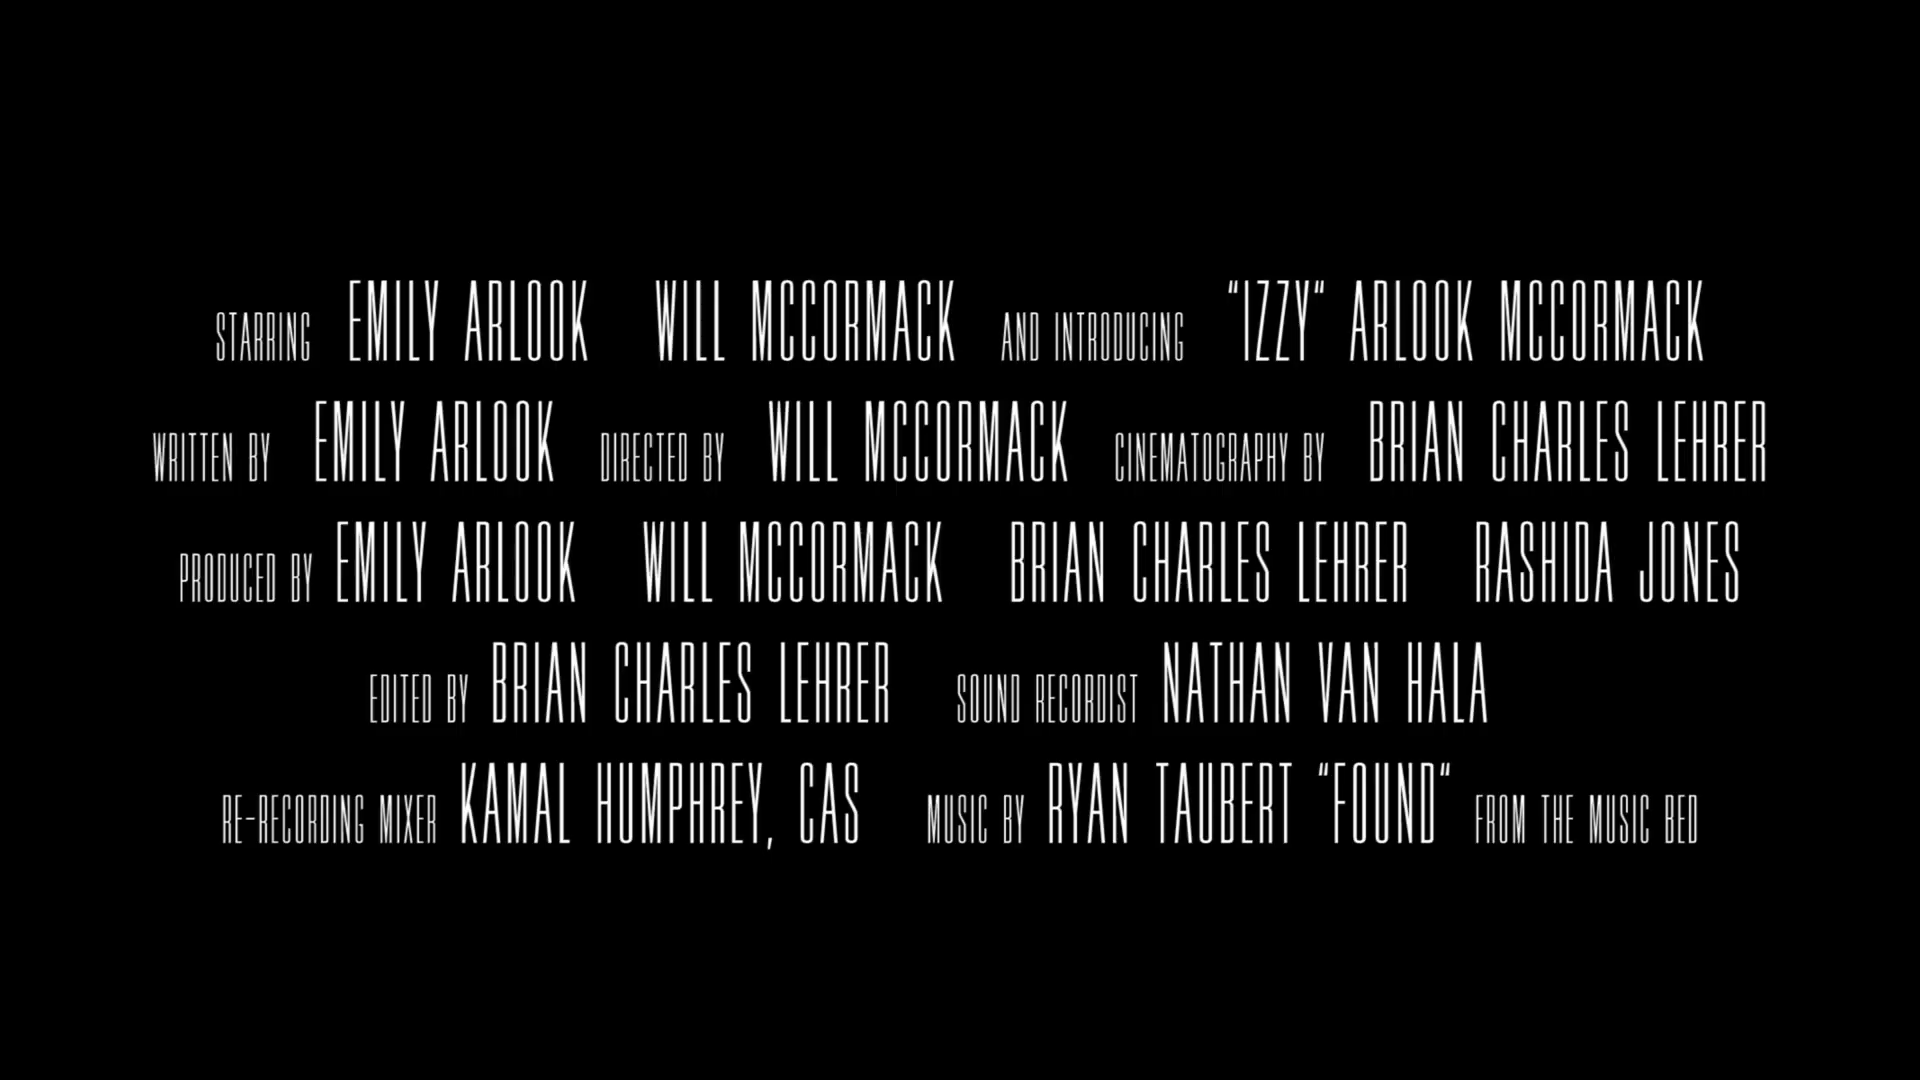 STARRING EMILY ARLOOK WILL MCCORMACK AND INTRODUCING "IZZY" ARLOOK MCCORMACK
WRITTEN BY EMILY ARLOOK DIRECTED BY WILL MCCORMACK CINEMATOGRAPHY BY BRIAN CHARLES LEHRER
PRODUCED BY EMILY ARLOOK WILL MCCORMACK BRIAN CHARLES LEHRER RASHIDA JONES
EDITED BY BRIAN CHARLES LEHRER SOUND RECORDIST NATHAN VAN HALA
RE-RECORDING MIXER KAMAL HUMPHREY, CAS MUSIC BY RYAN TAUBERT "FOUND" FROM THE MUSIC BED